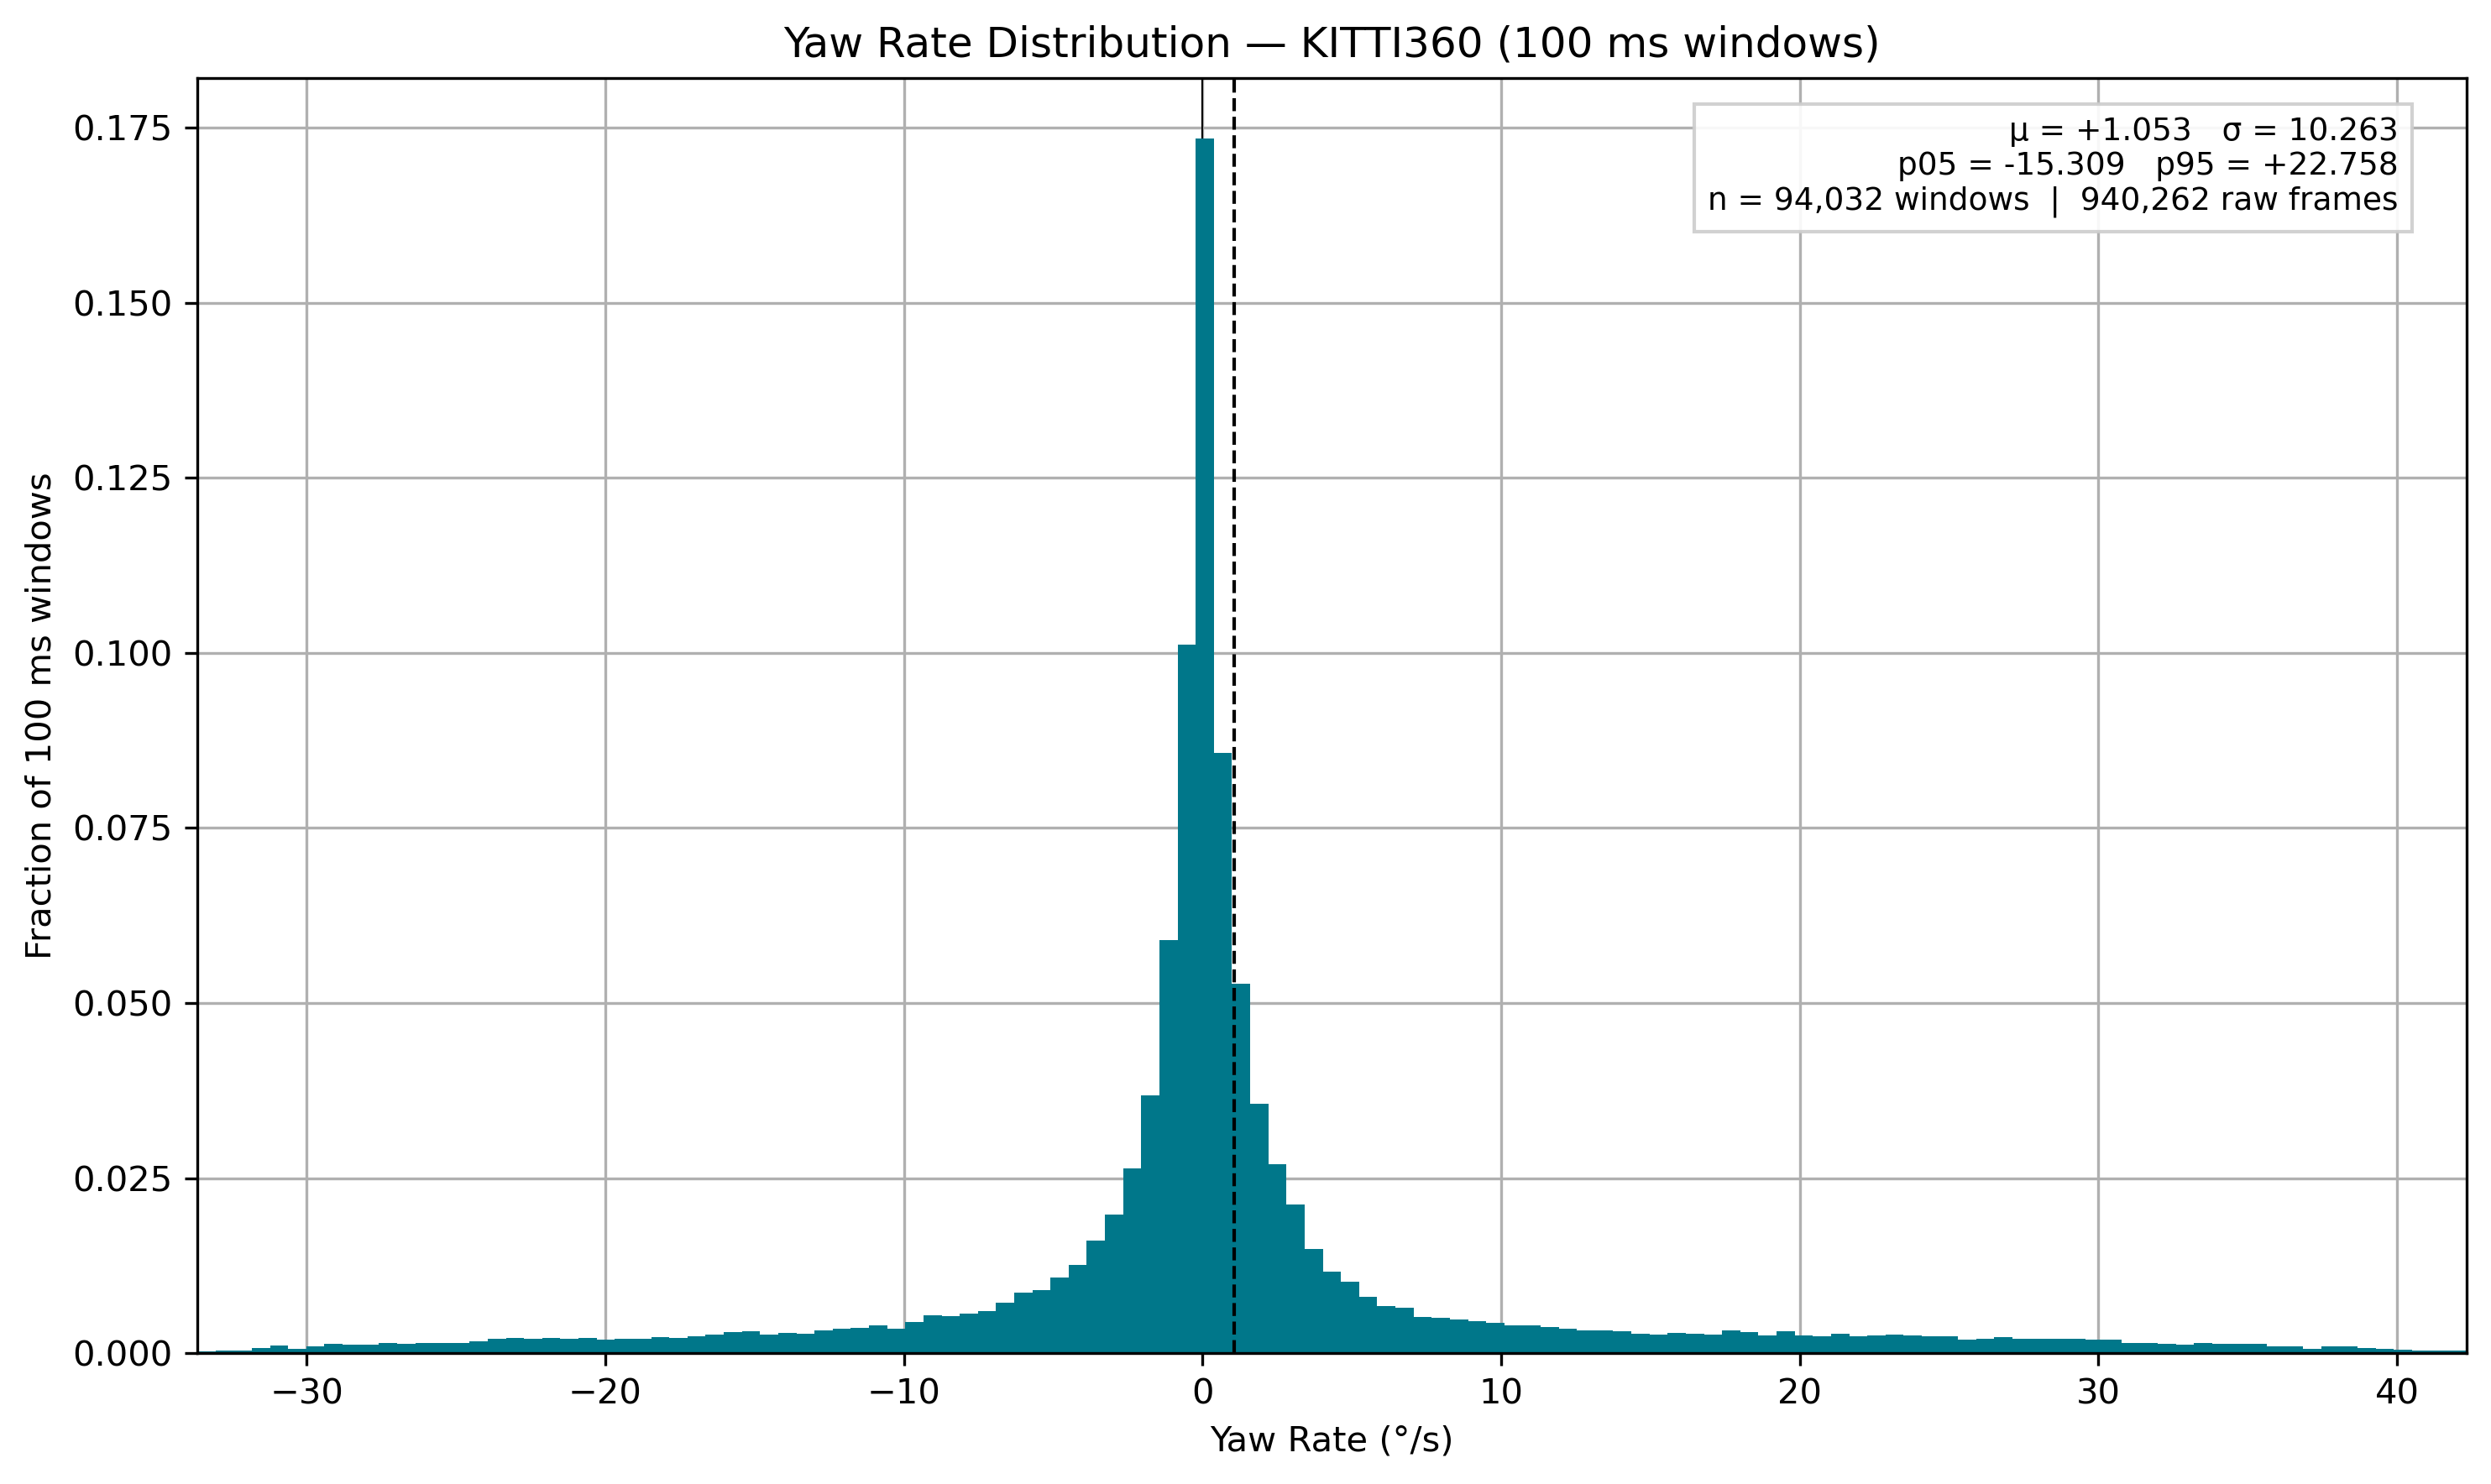 Yaw Rate Distribution — KITTI360 (100 ms windows)
μ = +1.053   σ = 10.263
p05 = -15.309   p95 = +22.758
n = 94,032 windows  |  940,262 raw frames
Fraction of 100 ms windows
0.175
0.150
0.125
0.100
0.075
0.050
0.025
0.000
−30 −20 −10 0 10 20 30 40
Yaw Rate (°/s)